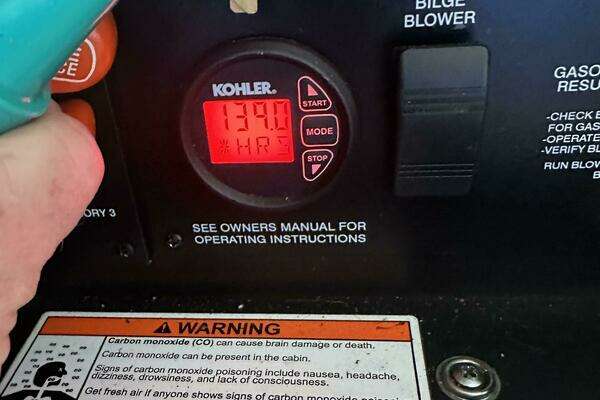 BILGE
BLOWER
KOHLER®
START
134.0
MODE
*HRS
STOP
GASO
RESU
-CHECK B
FOR GAS
-OPERATE
-VERIFY BL
RUN BLOW
B
ORY 3
SEE OWNERS MANUAL FOR
OPERATING INSTRUCTIONS
WARNING
Carbon monoxide (CO) can cause brain damage or death.
Carbon monoxide can be present in the cabin.
Signs of carbon monoxide poisoning include nausea, headache,
dizziness, drowsiness, and lack of consciousness.
Get fresh air if anyone shows signs of carbon monoxide